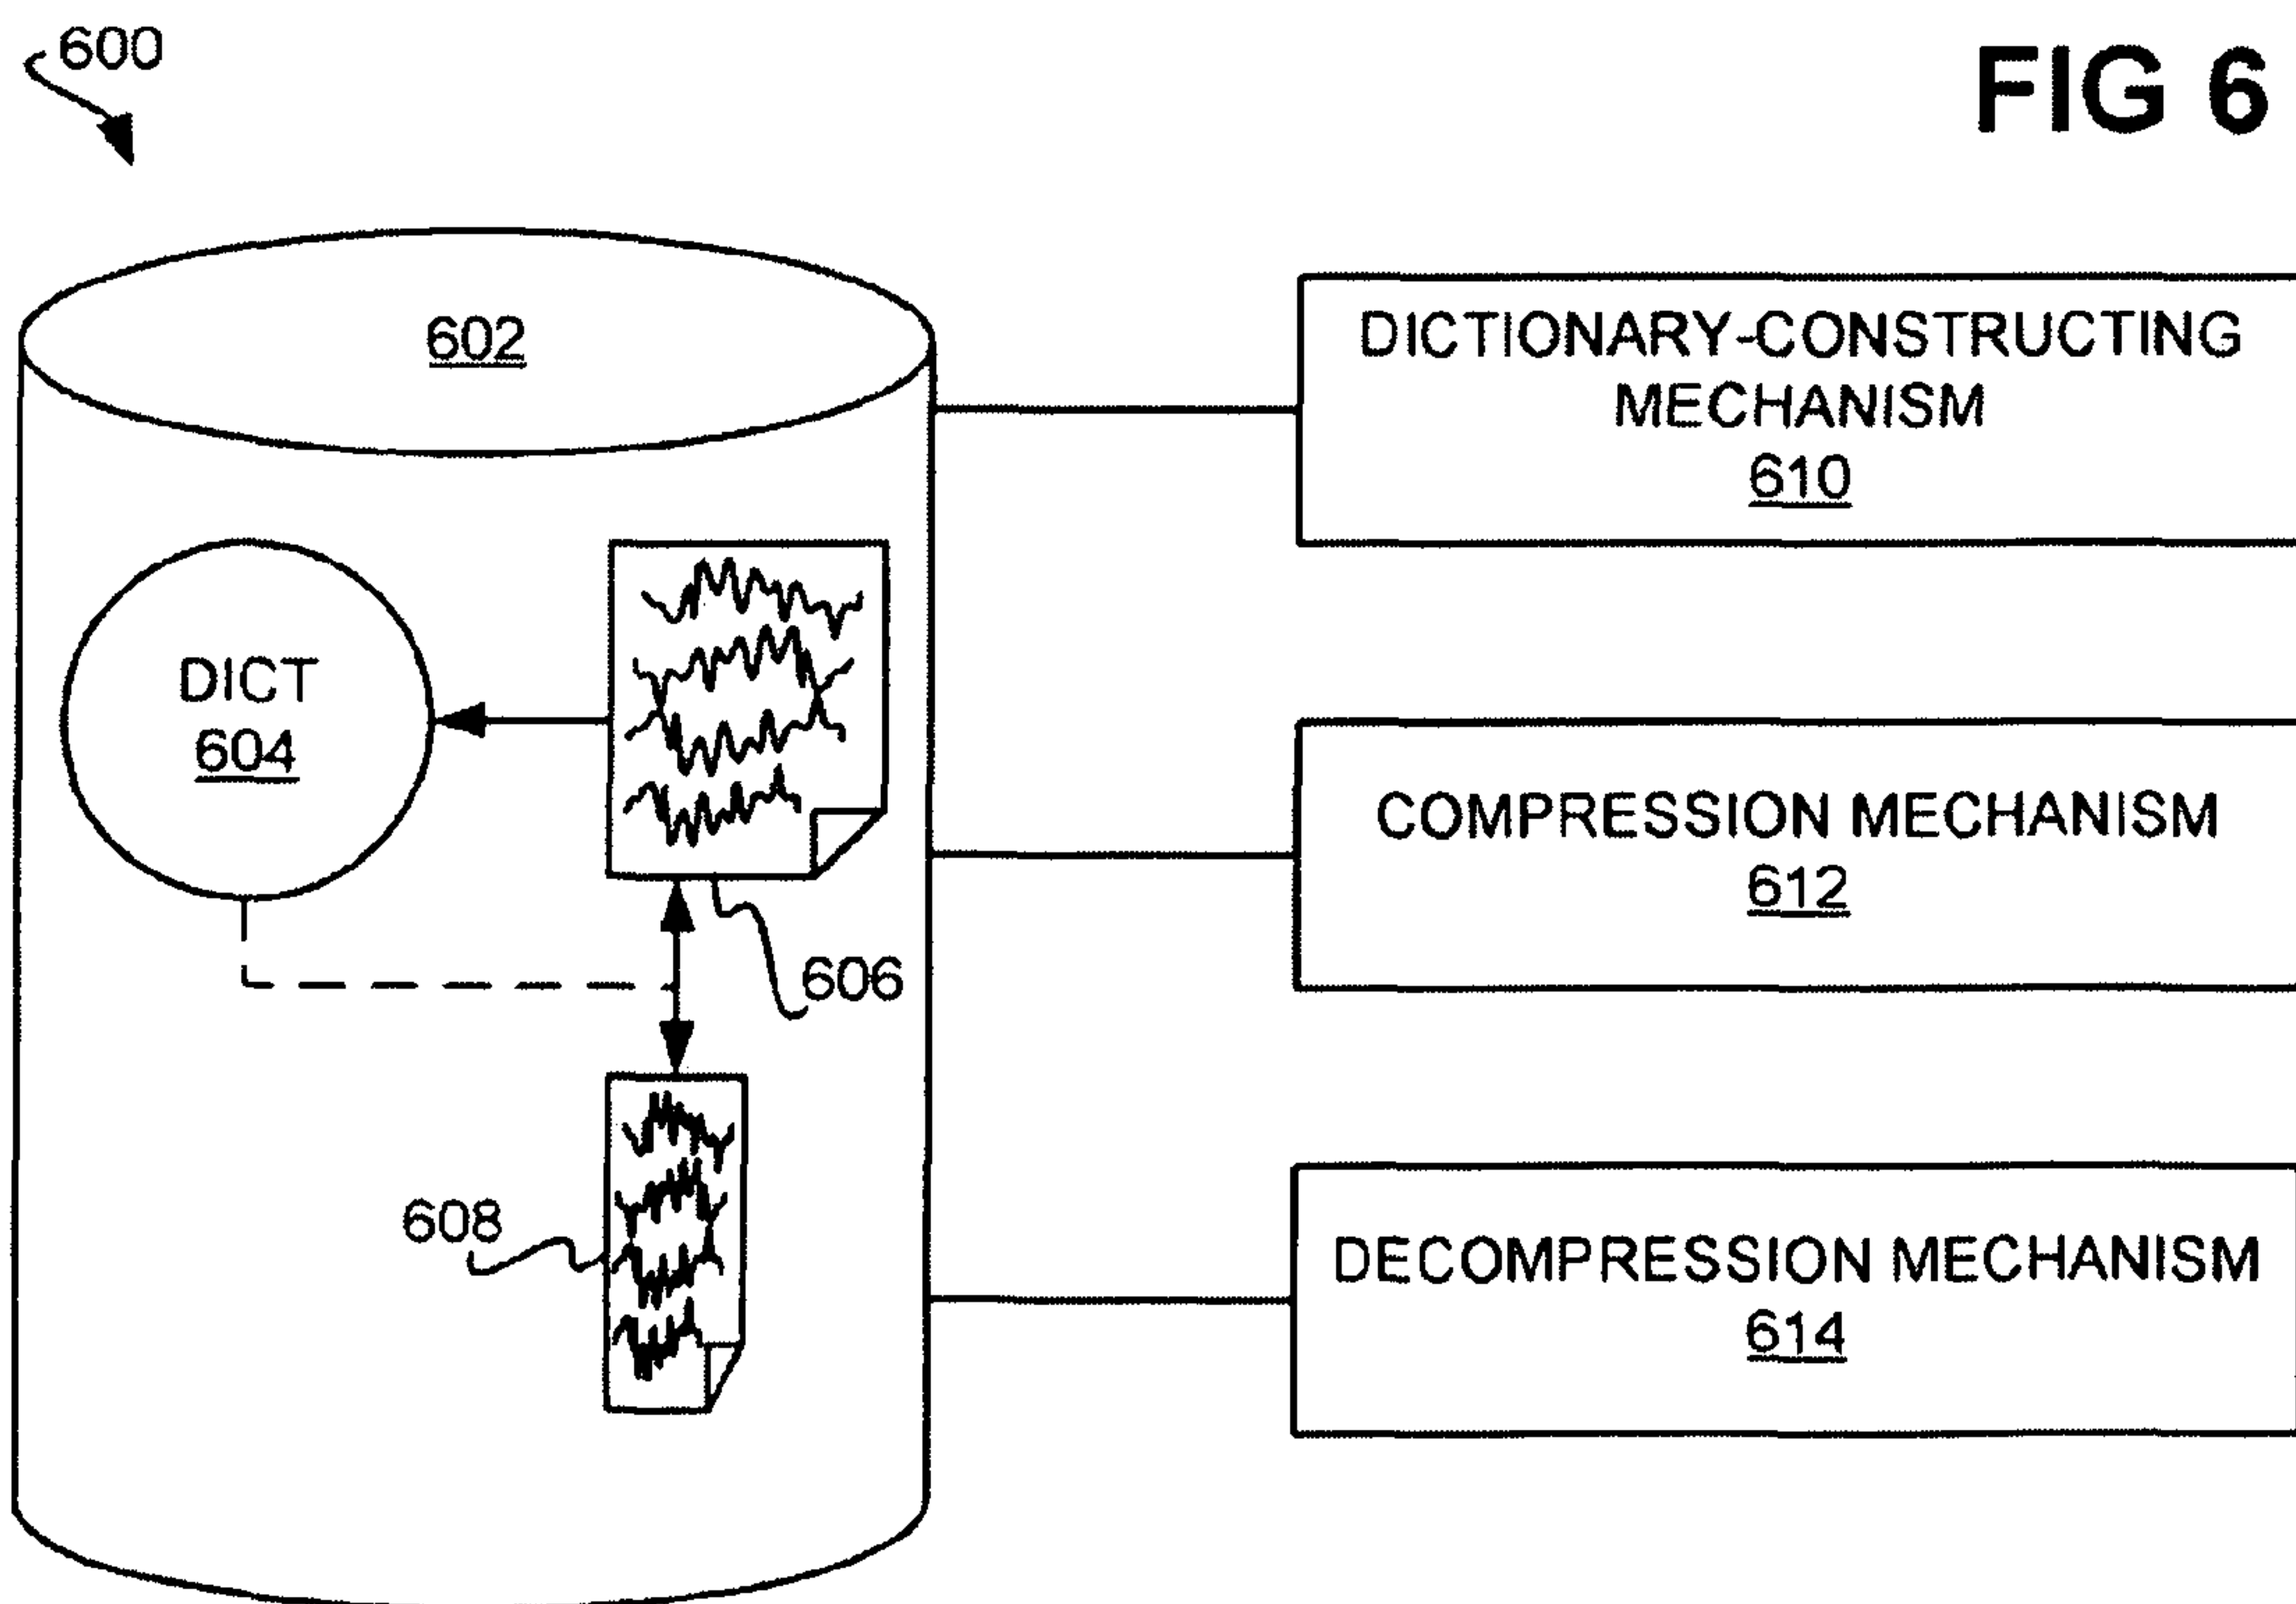 600
FIG 6
602
DICTIONARY-CONSTRUCTING
MECHANISM
610
DICT
604
COMPRESSION MECHANISM
612
606
608
DECOMPRESSION MECHANISM
614